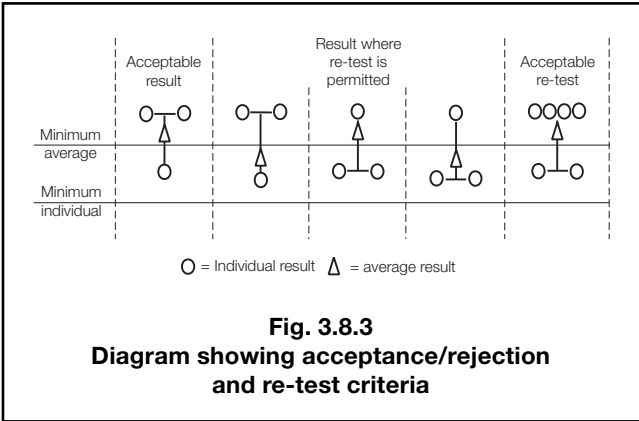 Acceptable
result
Result where
re-test is
permitted
Acceptable
re-test
Minimum
average
Minimum
individual
= Individual result = average result
Fig. 3.8.3
Diagram showing acceptance/rejection
and re-test criteria